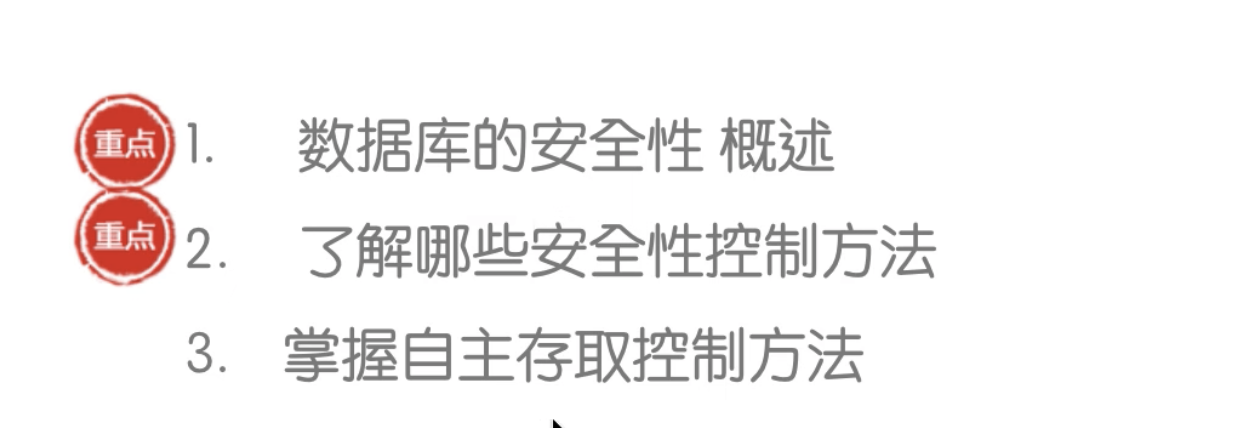 重点 1. 数据库的安全性 概述
重点 2. 了解哪些安全性控制方法
3. 掌握自主存取控制方法